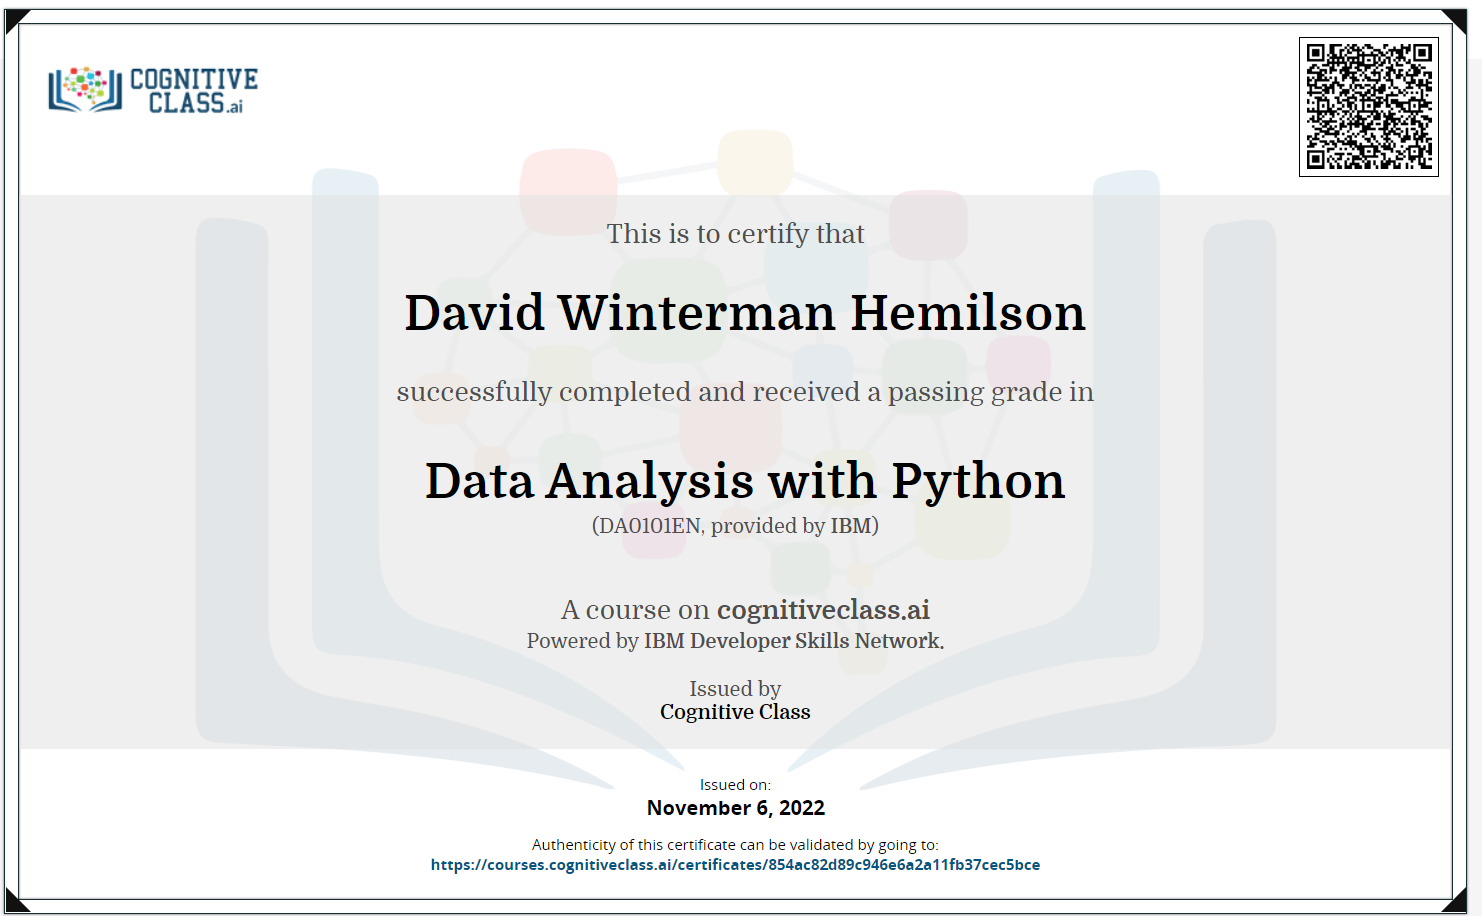 COGNITIVE
CLASS.ai
This is to certify that
David Winterman Hemilson
successfully completed and received a passing grade in
Data Analysis with Python
(DA0101EN, provided by IBM)
A course on cognitiveclass.ai
Powered by IBM Developer Skills Network.
Issued by
Cognitive Class
Issued on:
November 6, 2022
Authenticity of this certificate can be validated by going to:
https://courses.cognitiveclass.ai/certificates/854ac82d89c946e6a2a11fb37cec5bce